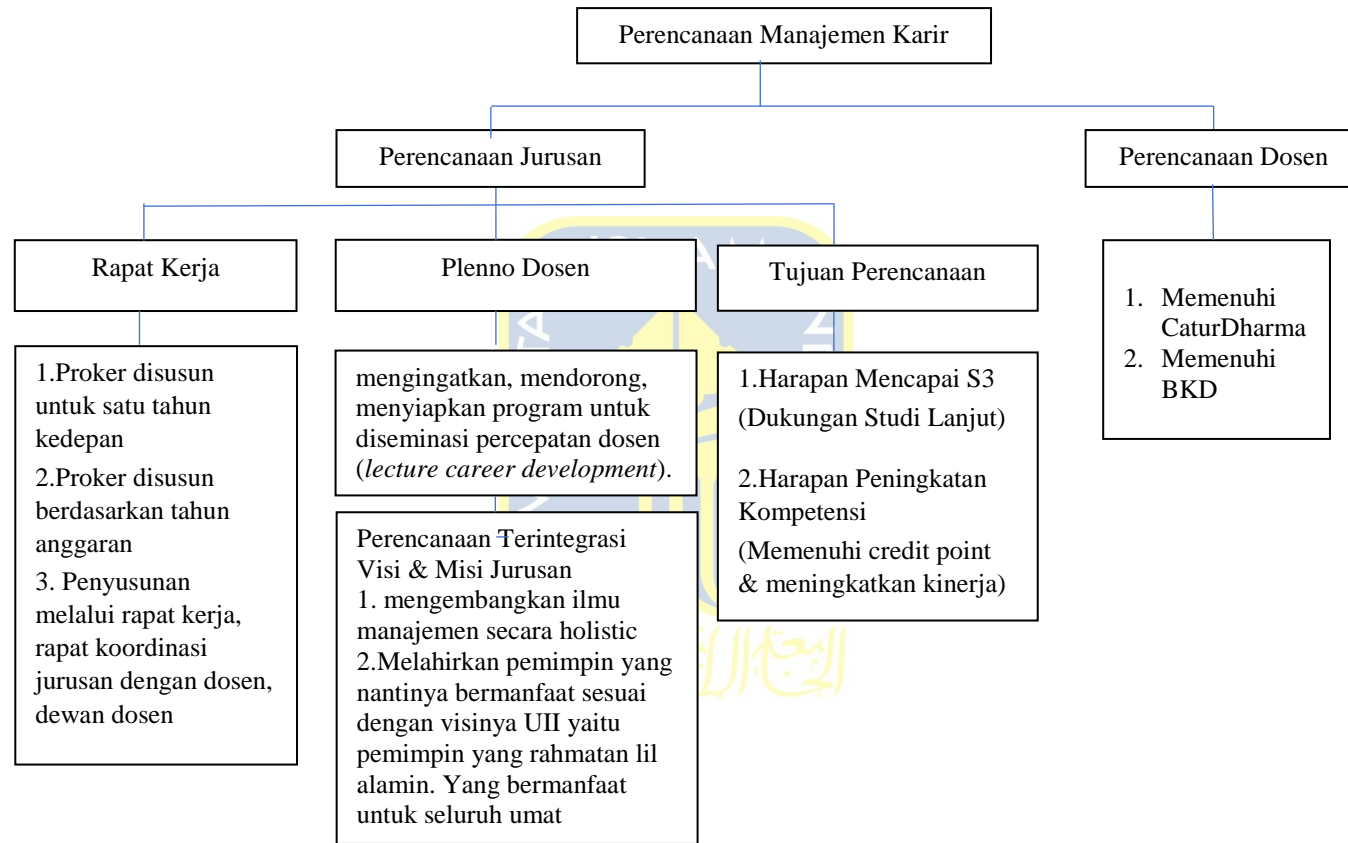 Perencanaan Manajemen Karir
Perencanaan Jurusan
Perencanaan Dosen
Rapat Kerja
Plenno Dosen
Tujuan Perencanaan
1.Proker disusun
untuk satu tahun
kedepan
2.Proker disusun
berdasarkan tahun
anggaran
3. Penyusunan
melalui rapat kerja,
rapat koordinasi
jurusan dengan dosen,
dewan dosen
mengingatkan, mendorong,
menyiapkan program untuk
diseminasi percepatan dosen
(lecture career development).
Perencanaan Terintegrasi
Visi & Misi Jurusan
1. mengembangkan ilmu
manajemen secara holistic
2.Melahirkan pemimpin yang
nantinya bermanfaat sesuai
dengan visinya UII yaitu
pemimpin yang rahmatan lil
alamin. Yang bermanfaat
untuk seluruh umat
1.Harapan Mencapai S3
(Dukungan Studi Lanjut)
2.Harapan Peningkatan
Kompetensi
(Memenuhi credit point
& meningkatkan kinerja)
1. Memenuhi
CaturDharma
2. Memenuhi
BKD